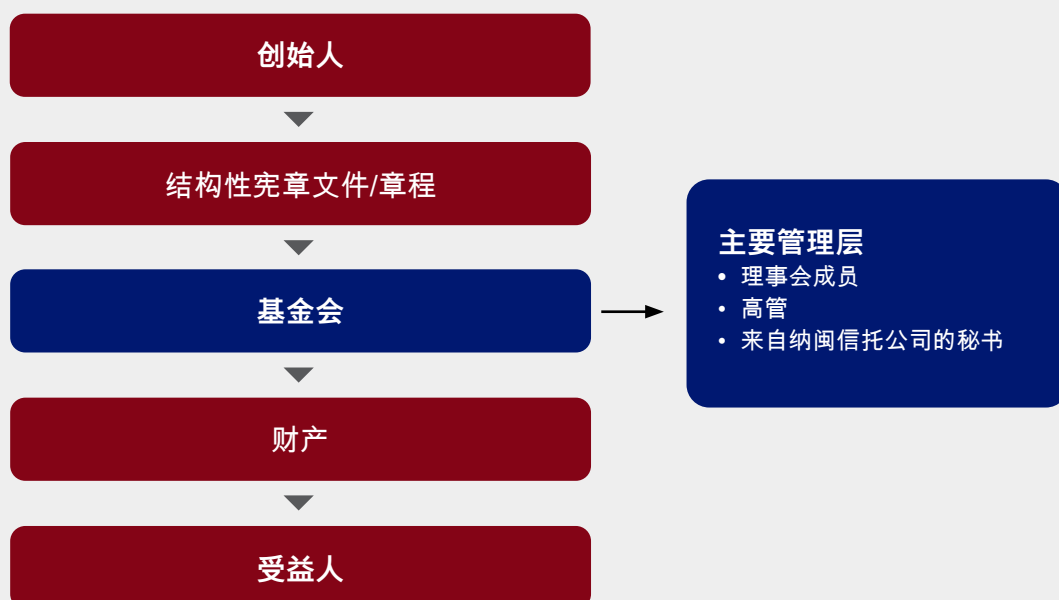 创始人
结构性宪章文件/章程
基金会
财产
受益人
主要管理层
• 理事会成员
• 高管
• 来自纳闽信托公司的秘书